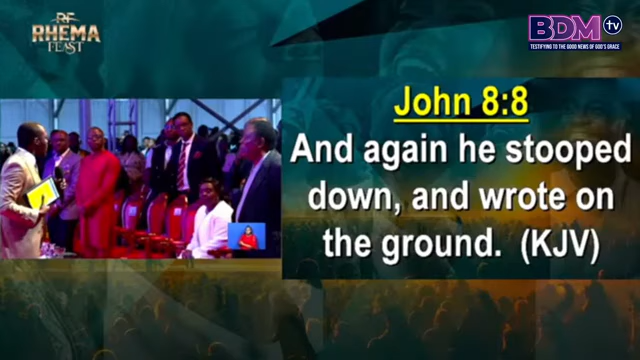 RF
RHEMA
FEAST
BDM tv
TESTIFYING TO THE GOOD NEWS OF GOD'S GRACE
John 8:8
And again he stooped
down, and wrote on
the ground. (KJV)